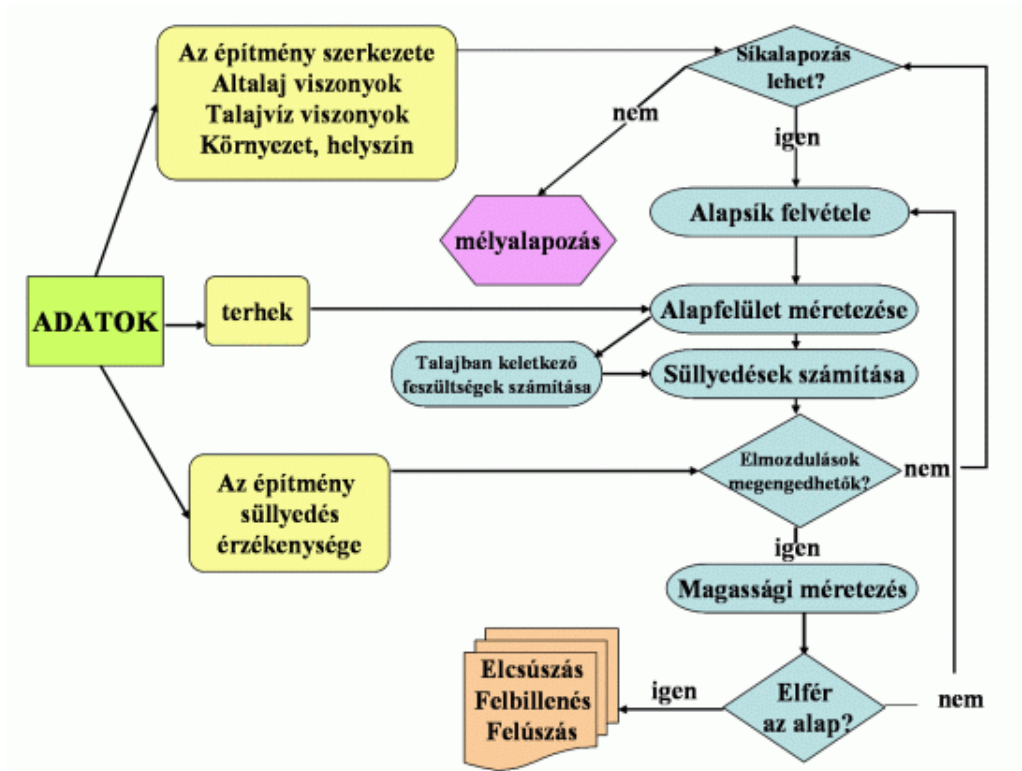 Az építmény szerkezete
Altalaj viszonyok
Talajvíz viszonyok
Környezet, helyszín
Síkalapozás
lehet?
nem
igen
mélyalapozás
Alapsík felvétele
ADATOK
terhek
Alapfelület méretezése
Talajban keletkező
feszültségek számítása
Süllyedések számítása
Az építmény
süllyedés
érzékenysége
Elmozdulások
megengedhetők?
nem
igen
Magassági méretezés
Elfér
az alap?
nem
igen
Elcsúszás
Felbillenés
Felúszás